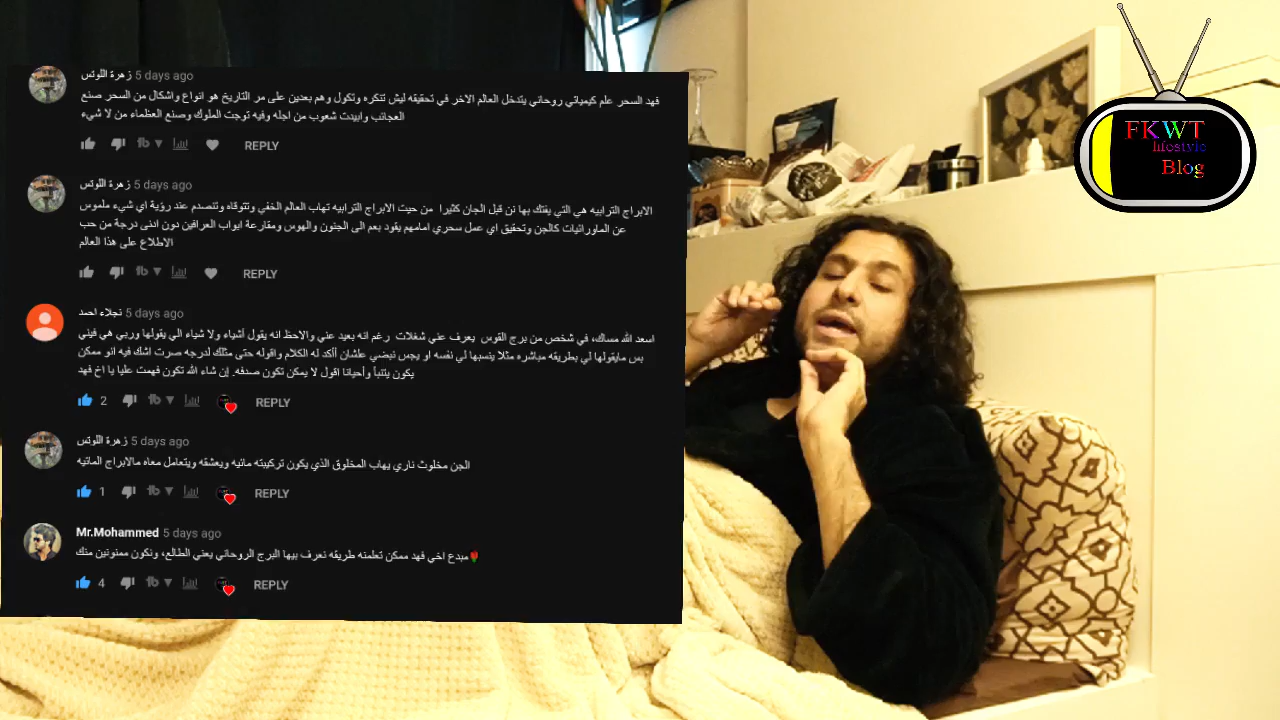 زهرة اللوتس 5 days ago
فهد السحر علم كيميائي روحاني يتدخل العالم الاخر في تحقيقه ليش تنكره وتكول وهم بعدين على مر التاريخ هو انواع واشكال من السحر صنع
العجائب وابيدت شعوب من اجله وفيه توجت الملوك وصنع العظماء من لا شيء
REPLY
زهرة اللوتس 5 days ago
الابراج الترابيه هي التي يفتك بها نن قبل الجان كثيرا من حيث الابراج الترابيه تهاب العالم الخفي وتتوقاه وتنصدم عند رؤية اي شيء ملموس
عن الماورائيات كالجن وتحقيق اي عمل سحري امامهم يقود بعم الى الجنون والهوس ومقارعة ابواب العرافين دون ادنى درجة من حب
الاطلاع على هذا العالم
REPLY
نجلاء احمد 5 days ago
اسعد الله مساك، في شخص من برج القوس يعرف عني شغلات رغم انه بعيد عني والاحظ انه يقول أشياء ولا شياء الي يقولها وربي هي فيني
بس مايقولها لي بطريقه مباشره مثلا ينسبها لي نفسه او يجس نبضي علشان أأكد له الكلام واقوله حتى مثلك لدرجه صرت اشك فيه انو ممكن
يكون يتنبأ وأحيانا اقول لا يمكن تكون صدفه. إن شاء الله تكون فهمت عليا يا اخ فهد
2 REPLY
زهرة اللوتس 5 days ago
الجن مخلوث ناري يهاب المخلوق الذي يكون تركيبته مائيه ويعشقه ويتعامل معاه مالابراج المائيه
1 REPLY
Mr.Mohammed 5 days ago
مبدع اخي فهد ممكن تعلمنه طريقه نعرف بيها البرج الروحاني يعني الطالع، ونكون ممنونين منك🌹
4 REPLY
FKWT
lifestyle
Blog